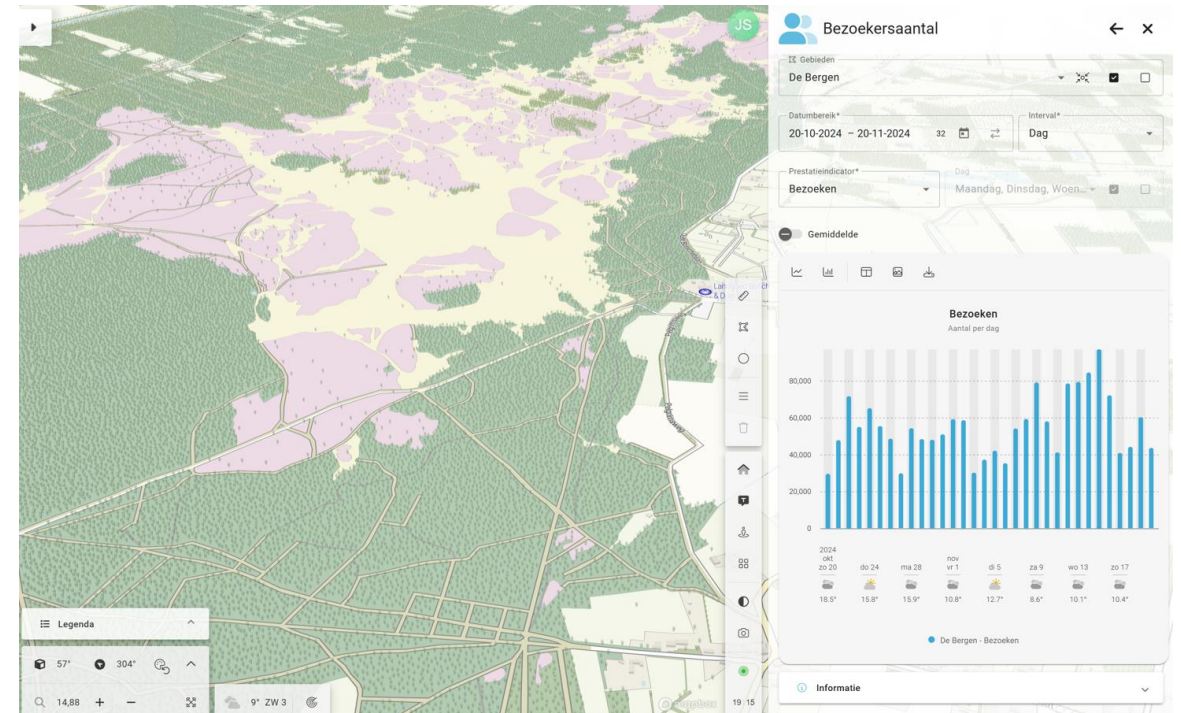 JS
Bezoekersaantal
Gebieden
De Bergen
Datumbereik*
20-10-2024 – 20-11-2024
32
Interval*
Dag
Prestatieindicator*
Bezoeken
Dag
Maandag, Dinsdag, Woen...
Gemiddelde
Bezoeken
Aantal per dag
80,000
60,000
40,000
20,000
0
2024
okt
nov
zo 20 do 24 ma 28 vr 1 di 5 za 9 wo 13 zo 17
18.5° 15.8° 15.9° 10.8° 12.7° 8.6° 10.1° 10.4°
De Bergen - Bezoeken
Informatie
Legenda
57° 304°
14,88 + −
9° ZW 3
mapbox
19:15